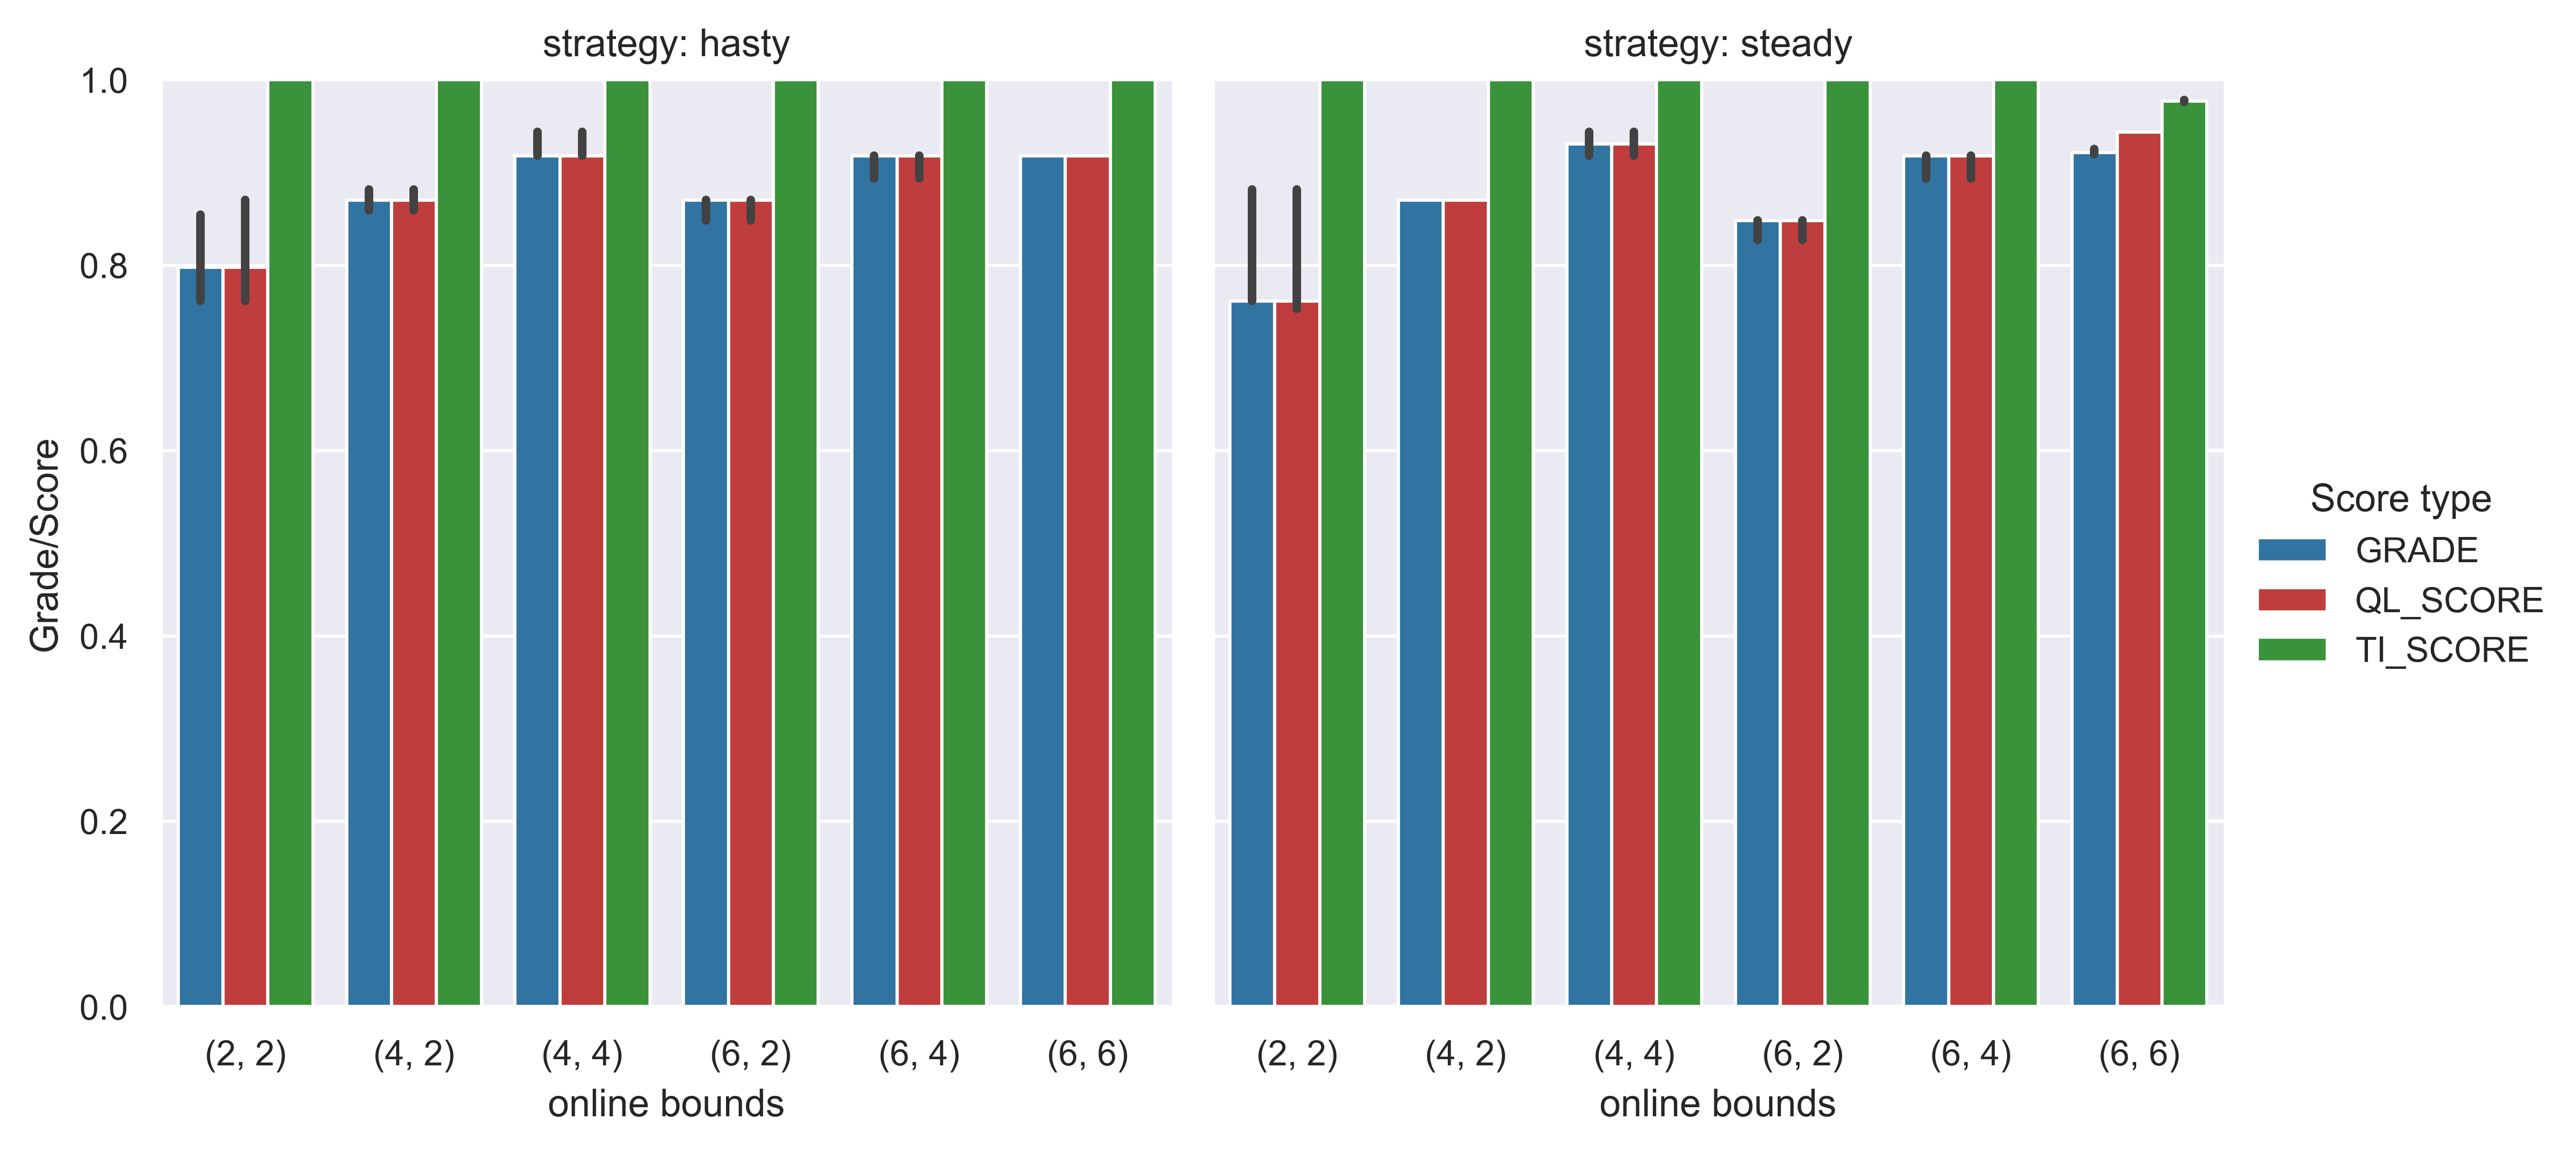 strategy: hasty
strategy: steady
Grade/Score
1.0
0.8
0.6
0.4
0.2
0.0
(2, 2) (4, 2) (4, 4) (6, 2) (6, 4) (6, 6)
online bounds
(2, 2) (4, 2) (4, 4) (6, 2) (6, 4) (6, 6)
online bounds
Score type
GRADE
QL_SCORE
TI_SCORE